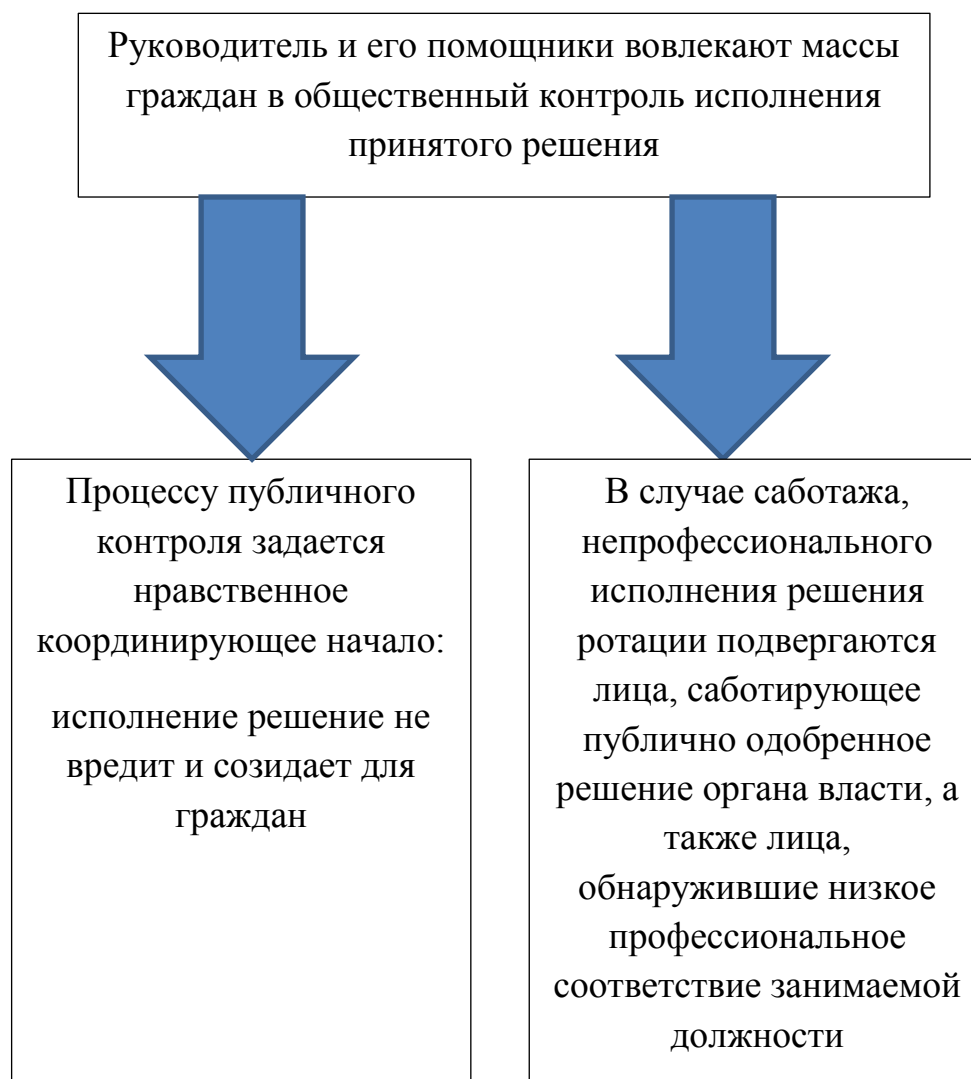 Руководитель и его помощники вовлекают массы
граждан в общественный контроль исполнения
принятого решения
Процессу публичного
контроля задается
нравственное
координирующее начало:
исполнение решение не
вредит и созидает для
граждан
В случае саботажа,
непрофессионального
исполнения решения
ротации подвергаются
лица, саботирующее
публично одобренное
решение органа власти, а
также лица,
обнаружившие низкое
профессиональное
соответствие занимаемой
должности